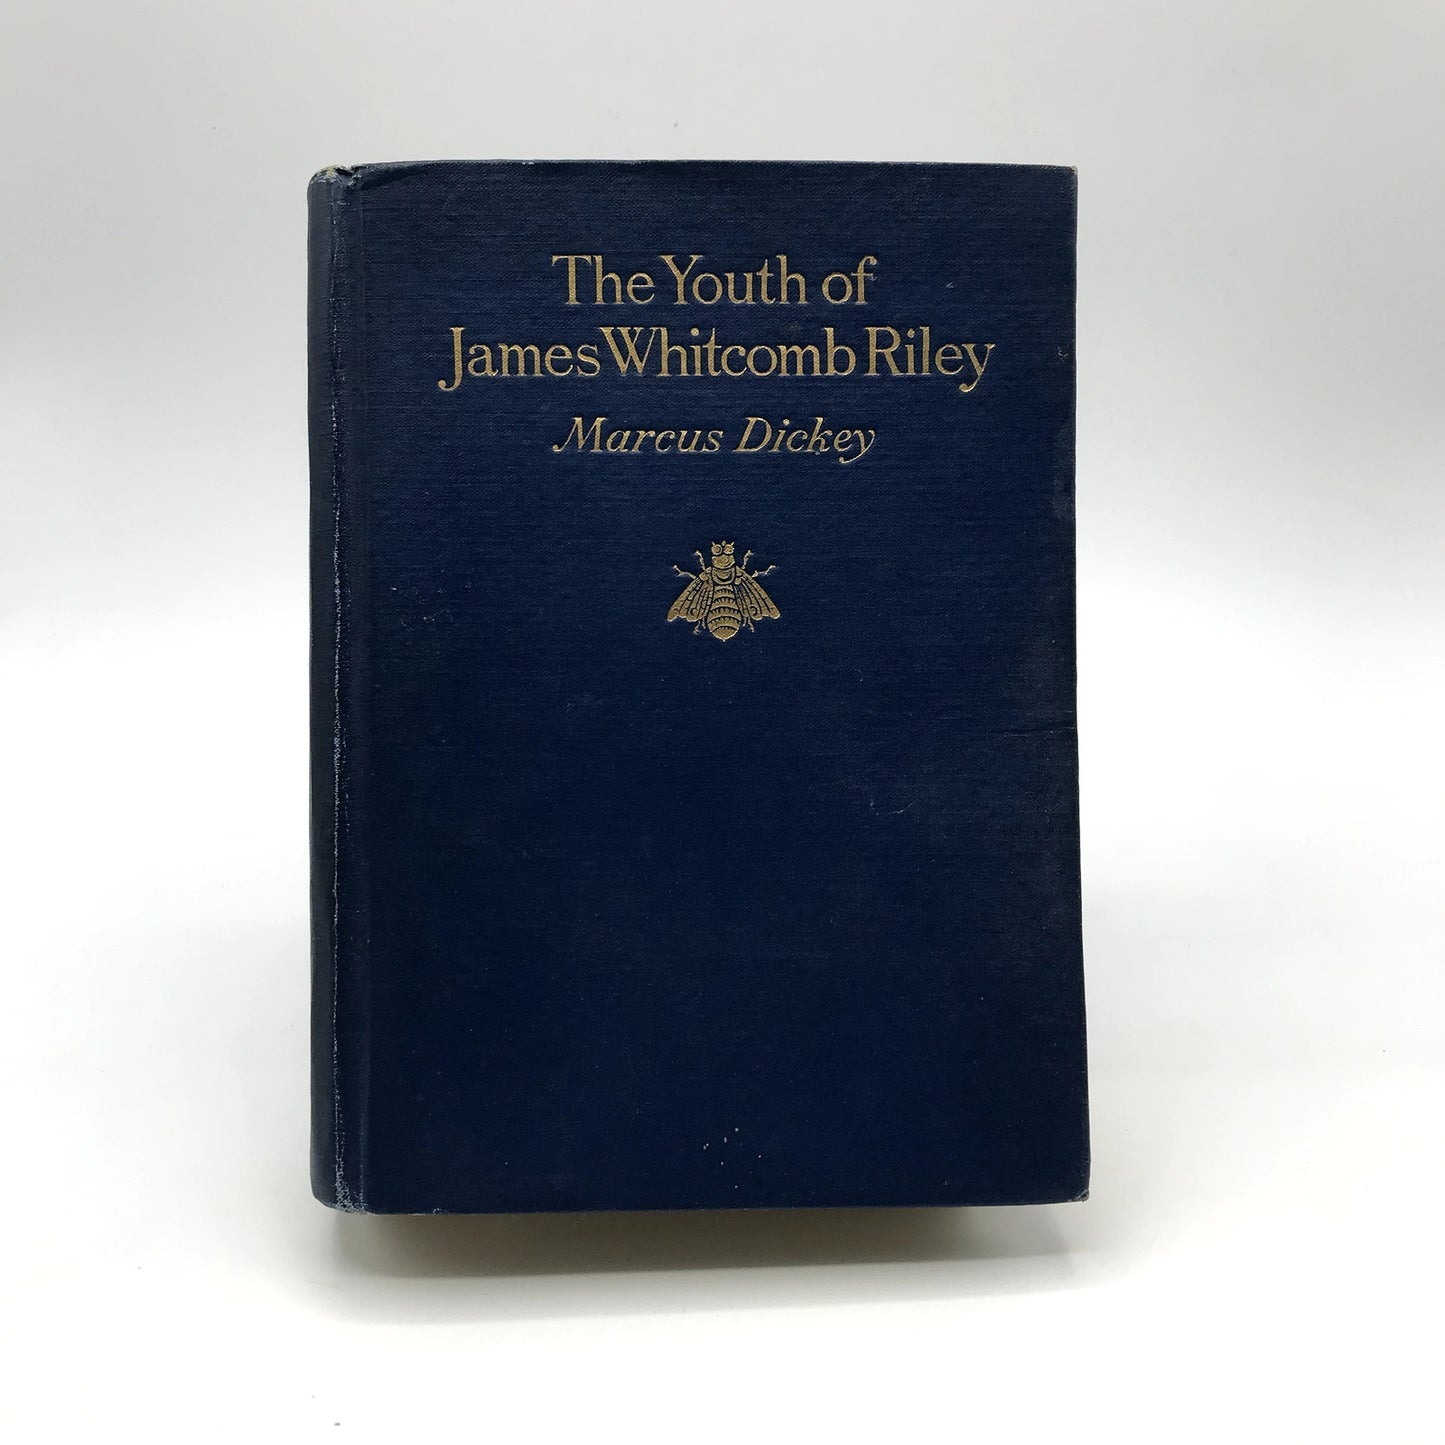 The Youth of
James Whitcomb Riley
Marcus Dickey